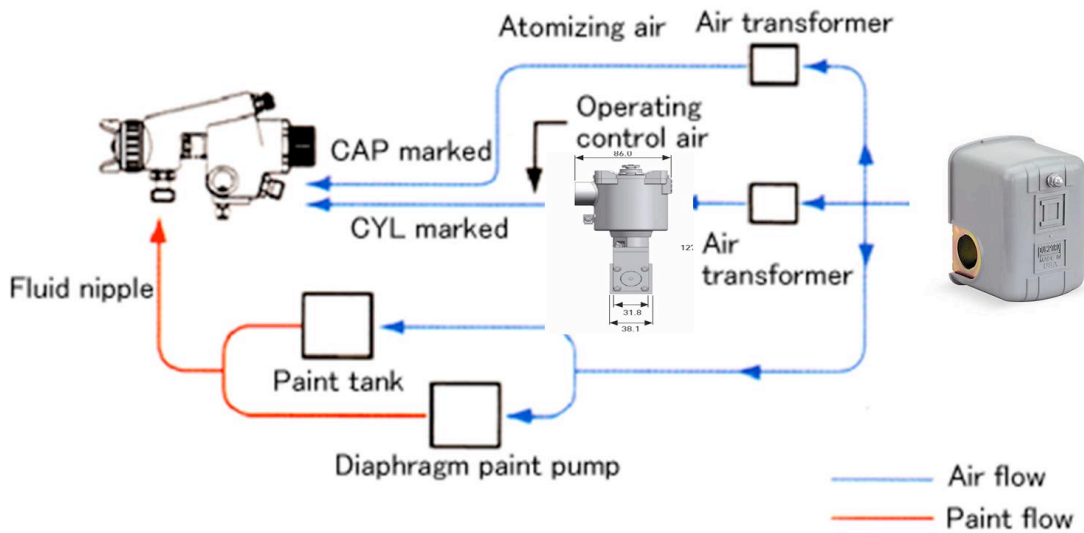 Atomizing air
Air transformer
Operating
control air
CAP marked
86.0
CYL marked
Air
transformer
Fluid nipple
31.8
38.1
Paint tank
Diaphragm paint pump
Air flow
Paint flow